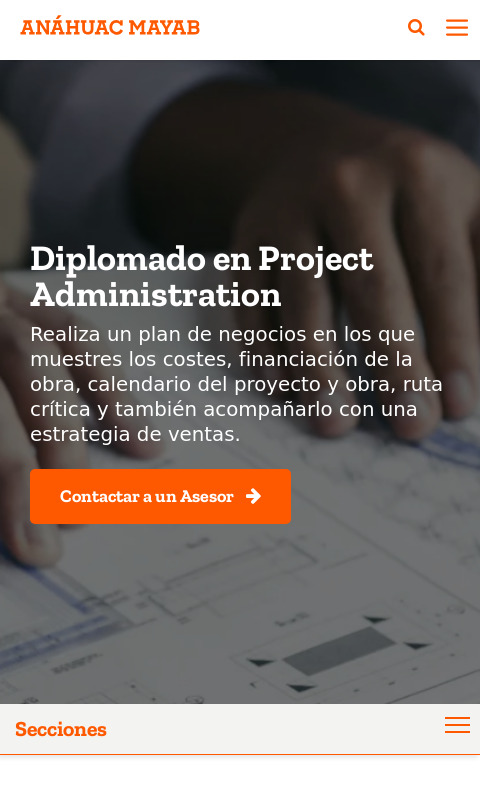 ANÁHUAC MAYAB
Diplomado en Project
Administration
Realiza un plan de negocios en los que
muestres los costes, financiación de la
obra, calendario del proyecto y obra, ruta
crítica y también acompañarlo con una
estrategia de ventas.
Contactar a un Asesor
Secciones